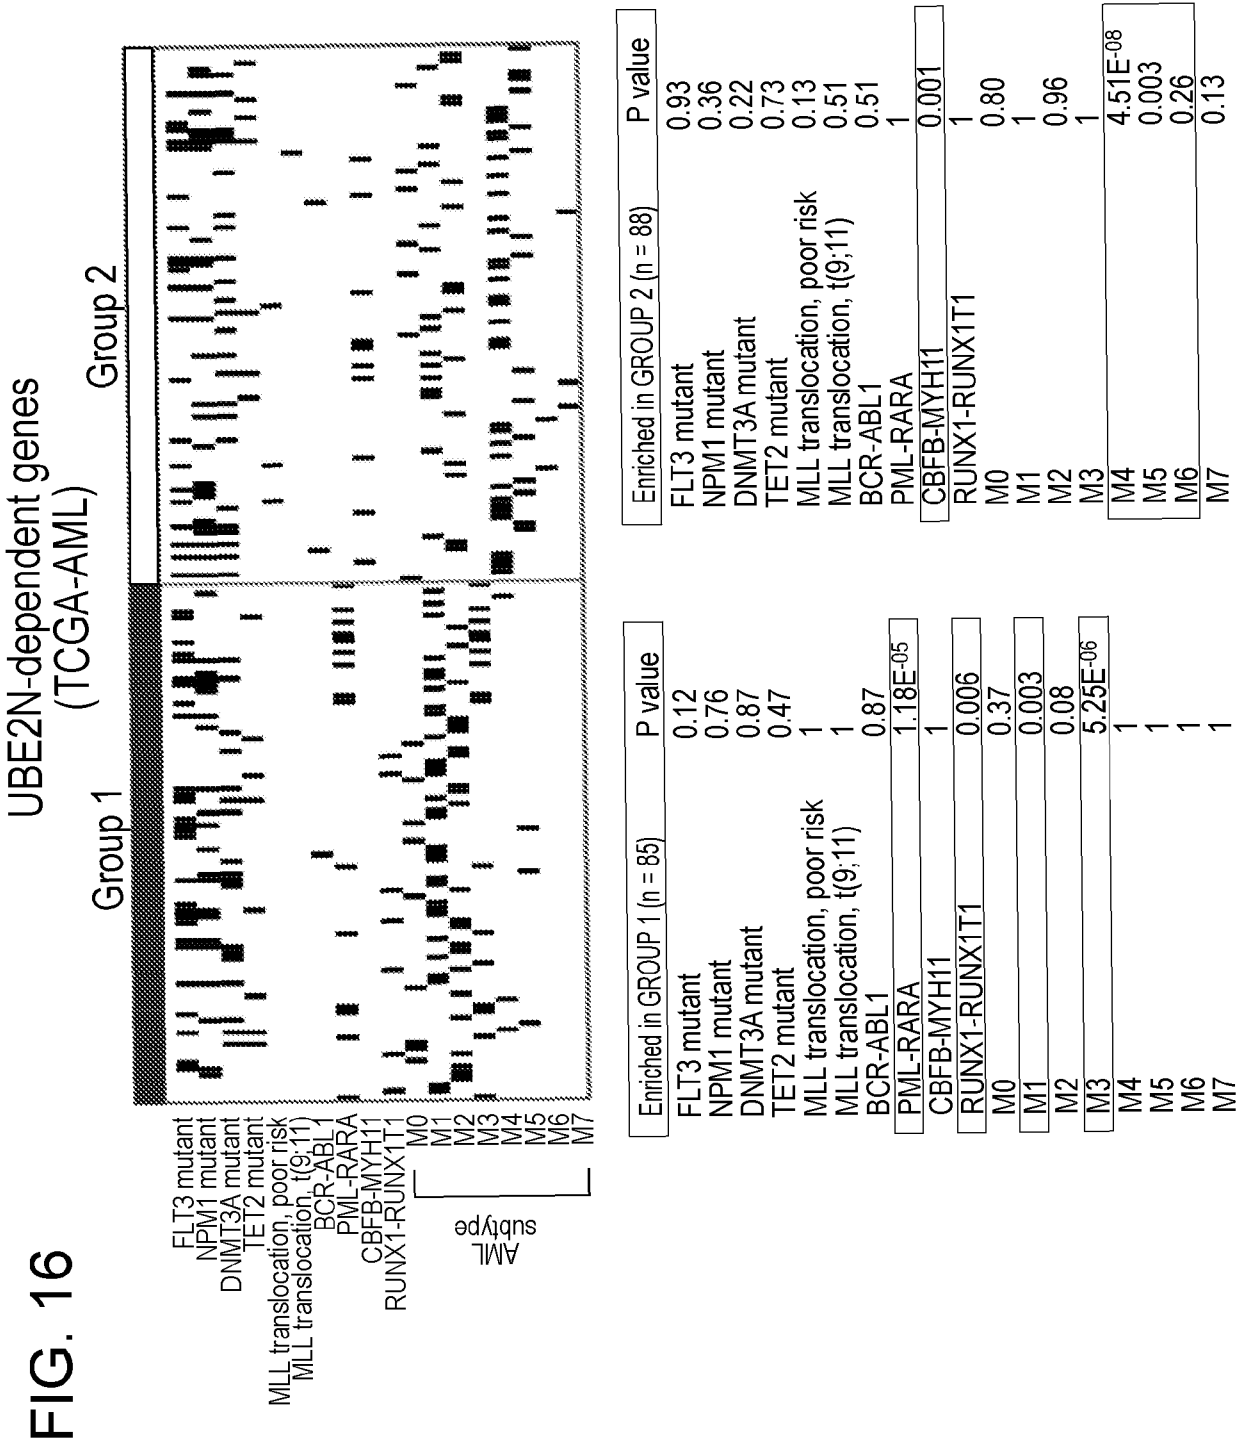 FIG. 16
UBE2N-dependent genes
(TCGA-AML)
Group 1
Group 2
FLT3 mutant
NPM1 mutant
DNMT3A mutant
TET2 mutant
MLL translocation, poor risk
MLL translocation, t(9;11)
BCR-ABL1
PML-RARA
CBFB-MYH11
RUNX1-RUNX1T1
M0
M1
M2
M3
M4
M5
M6
M7
AML
subtype
Enriched in GROUP 1 (n = 85) P value
FLT3 mutant 0.12
NPM1 mutant 0.76
DNMT3A mutant 0.87
TET2 mutant 0.47
MLL translocation, poor risk 1
MLL translocation, t(9;11) 1
BCR-ABL1 0.87
PML-RARA 1.18E-05
CBFB-MYH11 1
RUNX1-RUNX1T1 0.006
M0 0.37
M1 0.003
M2 0.08
M3 5.25E-06
M4 1
M5 1
M6 1
M7 1
Enriched in GROUP 2 (n = 88) P value
FLT3 mutant 0.93
NPM1 mutant 0.36
DNMT3A mutant 0.22
TET2 mutant 0.73
MLL translocation, poor risk 0.13
MLL translocation, t(9;11) 0.51
BCR-ABL1 0.51
PML-RARA 1
CBFB-MYH11 0.001
RUNX1-RUNX1T1 1
M0 0.80
M1 1
M2 0.96
M3 1
M4 4.51E-08
M5 0.003
M6 0.26
M7 0.13